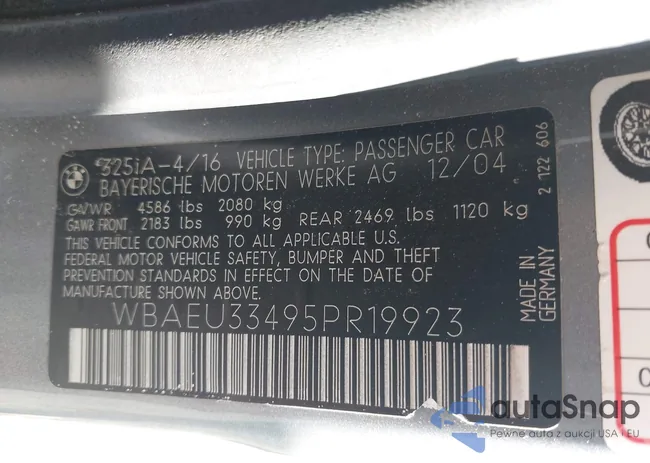 325iA-4/16 VEHICLE TYPE: PASSENGER CAR
BAYERISCHE MOTOREN WERKE AG 12/04
GVWR 4586 lbs 2080 kg
GAWR FRONT 2183 lbs 990 kg REAR 2469 lbs 1120 kg
THIS VEHICLE CONFORMS TO ALL APPLICABLE U.S.
FEDERAL MOTOR VEHICLE SAFETY, BUMPER AND THEFT
PREVENTION STANDARDS IN EFFECT ON THE DATE OF
MANUFACTURE SHOWN ABOVE.
WBAEU33495PR19923
2 122 606
MADE IN
GERMANY
autoSnap
Pewne auto z aukcji USA i EU